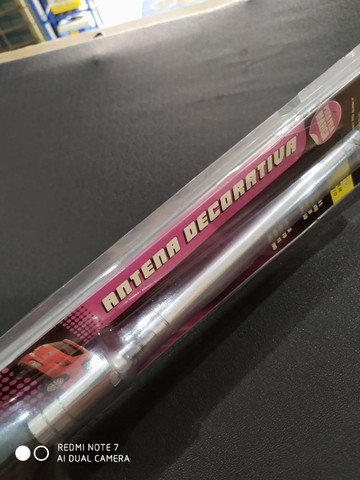 ANTENA DECORATIVA
REDMI NOTE 7
AI DUAL CAMERA